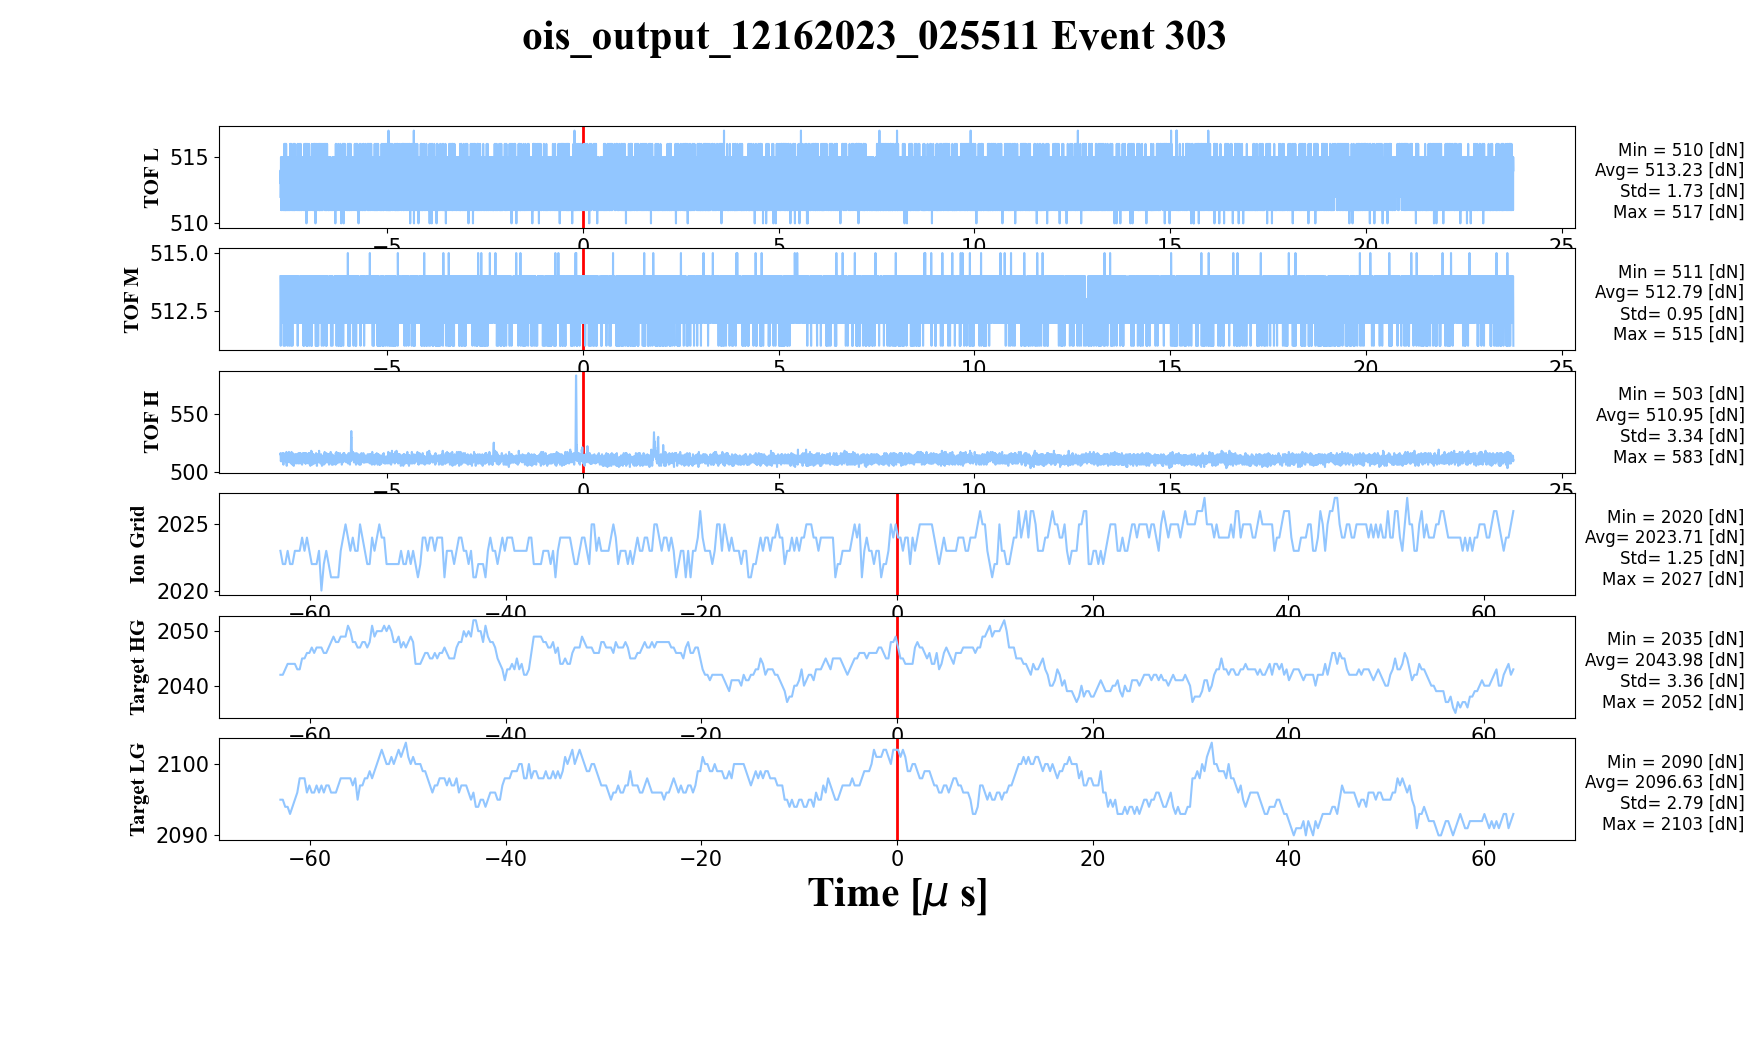 ois_output_12162023_025511 Event 303
TOF L
515
510
−5 0 5 10 15 20 25
Min = 510 [dN]
Avg= 513.23 [dN]
Std= 1.73 [dN]
Max = 517 [dN]
TOF M
515.0
512.5
−5 0 5 10 15 20 25
Min = 511 [dN]
Avg= 512.79 [dN]
Std= 0.95 [dN]
Max = 515 [dN]
TOF H
550
500
−5 0 5 10 15 20 25
Min = 503 [dN]
Avg= 510.95 [dN]
Std= 3.34 [dN]
Max = 583 [dN]
Ion Grid
2025
2020
−60 −40 −20 0 20 40 60
Min = 2020 [dN]
Avg= 2023.71 [dN]
Std= 1.25 [dN]
Max = 2027 [dN]
Target HG
2050
2040
−60 −40 −20 0 20 40 60
Min = 2035 [dN]
Avg= 2043.98 [dN]
Std= 3.36 [dN]
Max = 2052 [dN]
Target LG
2100
2090
−60 −40 −20 0 20 40 60
Min = 2090 [dN]
Avg= 2096.63 [dN]
Std= 2.79 [dN]
Max = 2103 [dN]
Time [μ s]